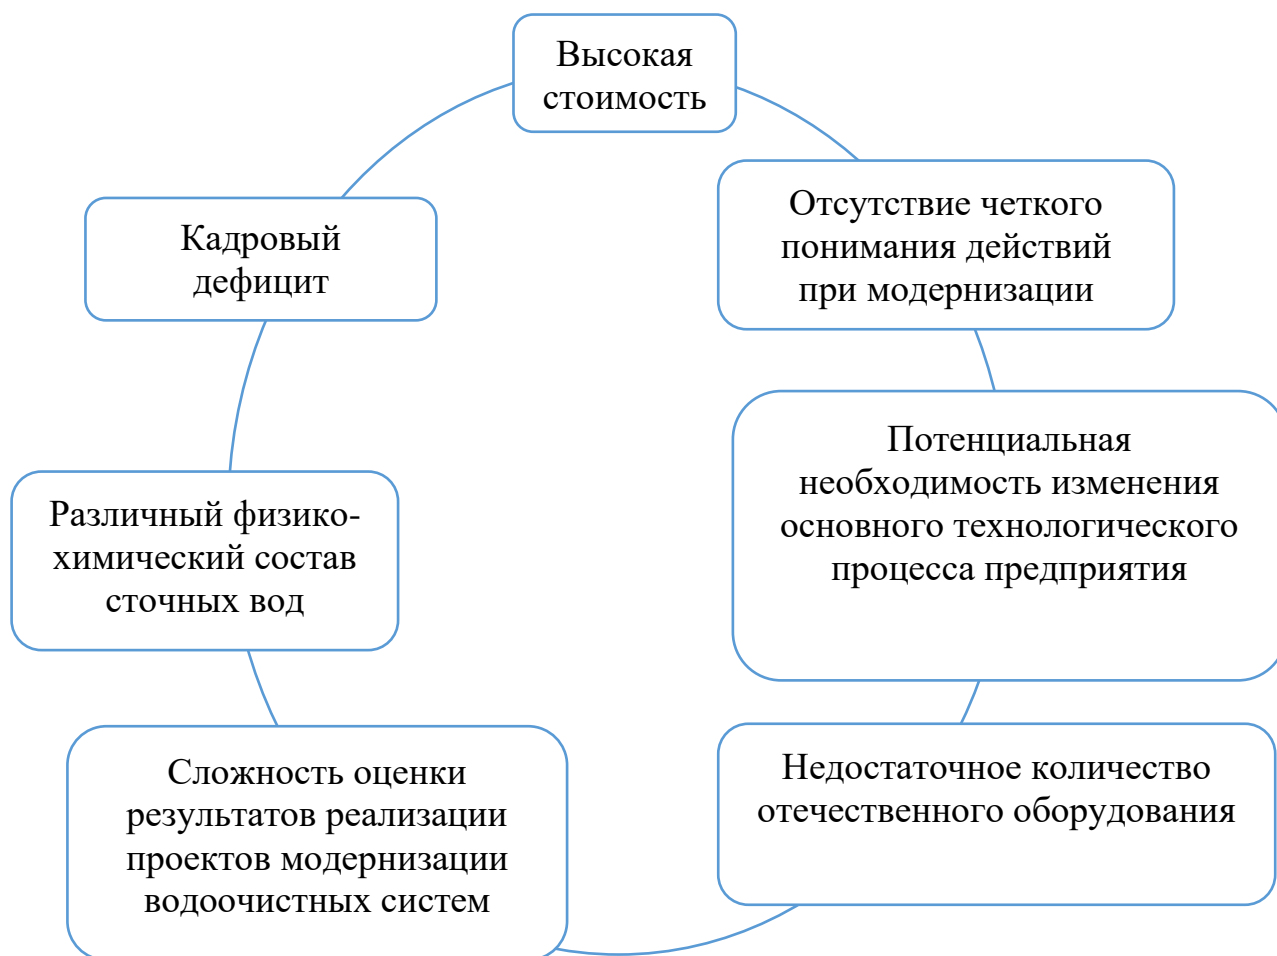 Высокая
стоимость
Отсутствие четкого
понимания действий
при модернизации
Потенциальная
необходимость изменения
основного технологического
процесса предприятия
Недостаточное количество
отечественного оборудования
Сложность оценки
результатов реализации
проектов модернизации
водоочистных систем
Различный физико-
химический состав
сточных вод
Кадровый
дефицит